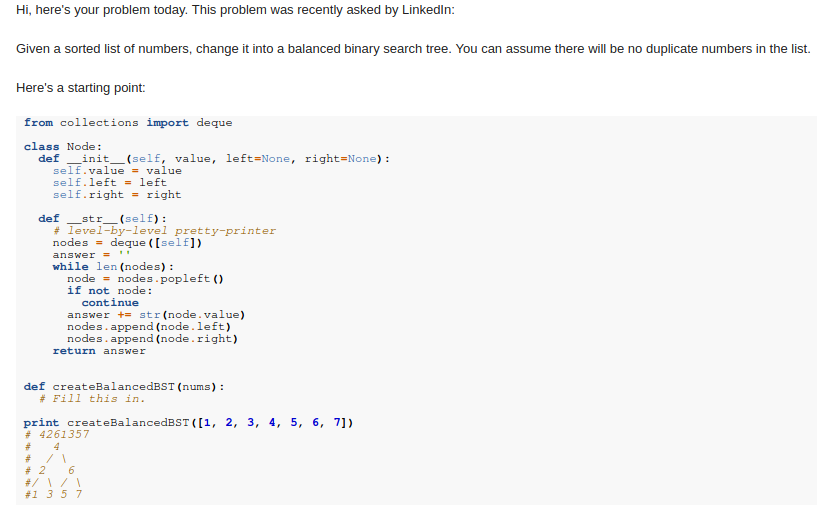 Hi, here's your problem today. This problem was recently asked by LinkedIn:
Given a sorted list of numbers, change it into a balanced binary search tree. You can assume there will be no duplicate numbers in the list.
Here's a starting point:
from collections import deque
class Node:
  def __init__(self, value, left=None, right=None):
    self.value = value
    self.left = left
    self.right = right
  def __str__(self):
    # level-by-level pretty-printer
    nodes = deque([self])
    answer = ''
    while len(nodes):
      node = nodes.popleft()
      if not node:
        continue
      answer += str(node.value)
      nodes.append(node.left)
      nodes.append(node.right)
    return answer
def createBalancedBST(nums):
  # Fill this in.
print createBalancedBST([1, 2, 3, 4, 5, 6, 7])
# 4261357
#   4
#  / \
# 2   6
#/ \ / \
#1 3 5 7